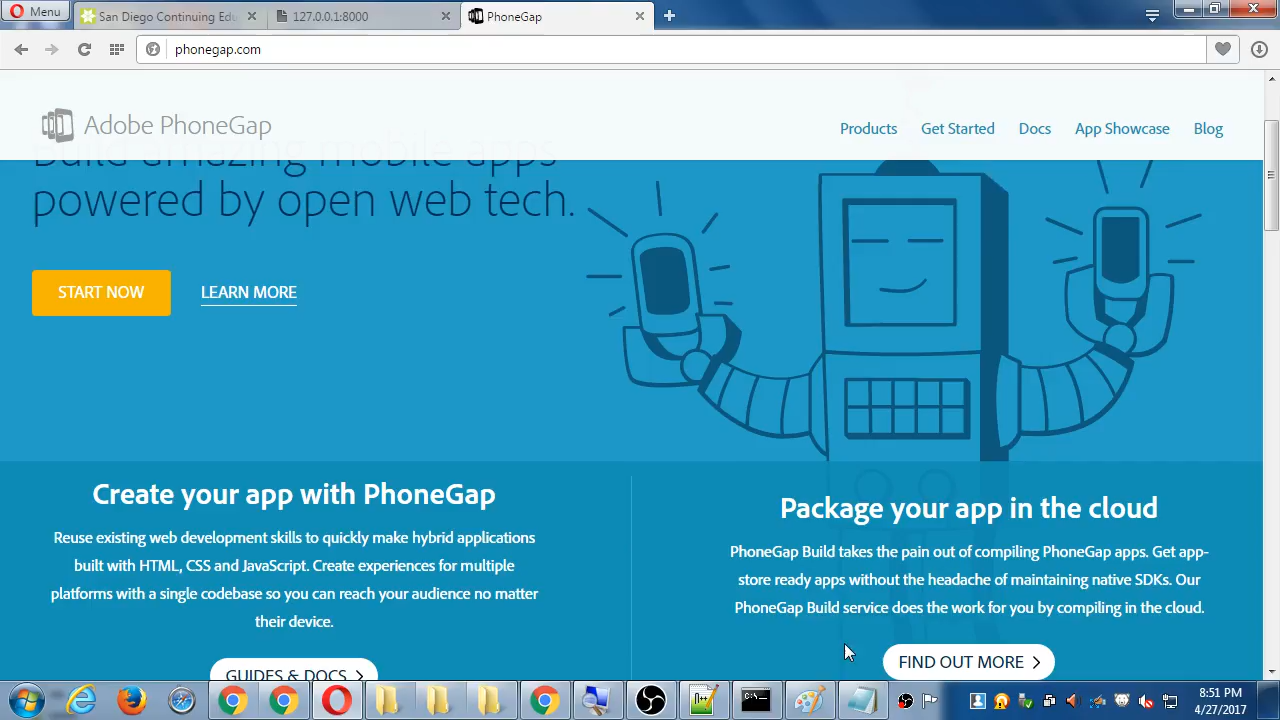 Menu
San Diego Continuing Edu
127.0.0.1:8000
PhoneGap
phonegap.com
Adobe PhoneGap
Products
Get Started
Docs
App Showcase
Blog
Build amazing mobile apps
powered by open web tech.
START NOW
LEARN MORE
Create your app with PhoneGap
Reuse existing web development skills to quickly make hybrid applications
built with HTML, CSS and JavaScript. Create experiences for multiple
platforms with a single codebase so you can reach your audience no matter
their device.
GUIDES & DOCS
Package your app in the cloud
PhoneGap Build takes the pain out of compiling PhoneGap apps. Get app-
store ready apps without the headache of maintaining native SDKs. Our
PhoneGap Build service does the work for you by compiling in the cloud.
FIND OUT MORE
8:51 PM
4/27/2017